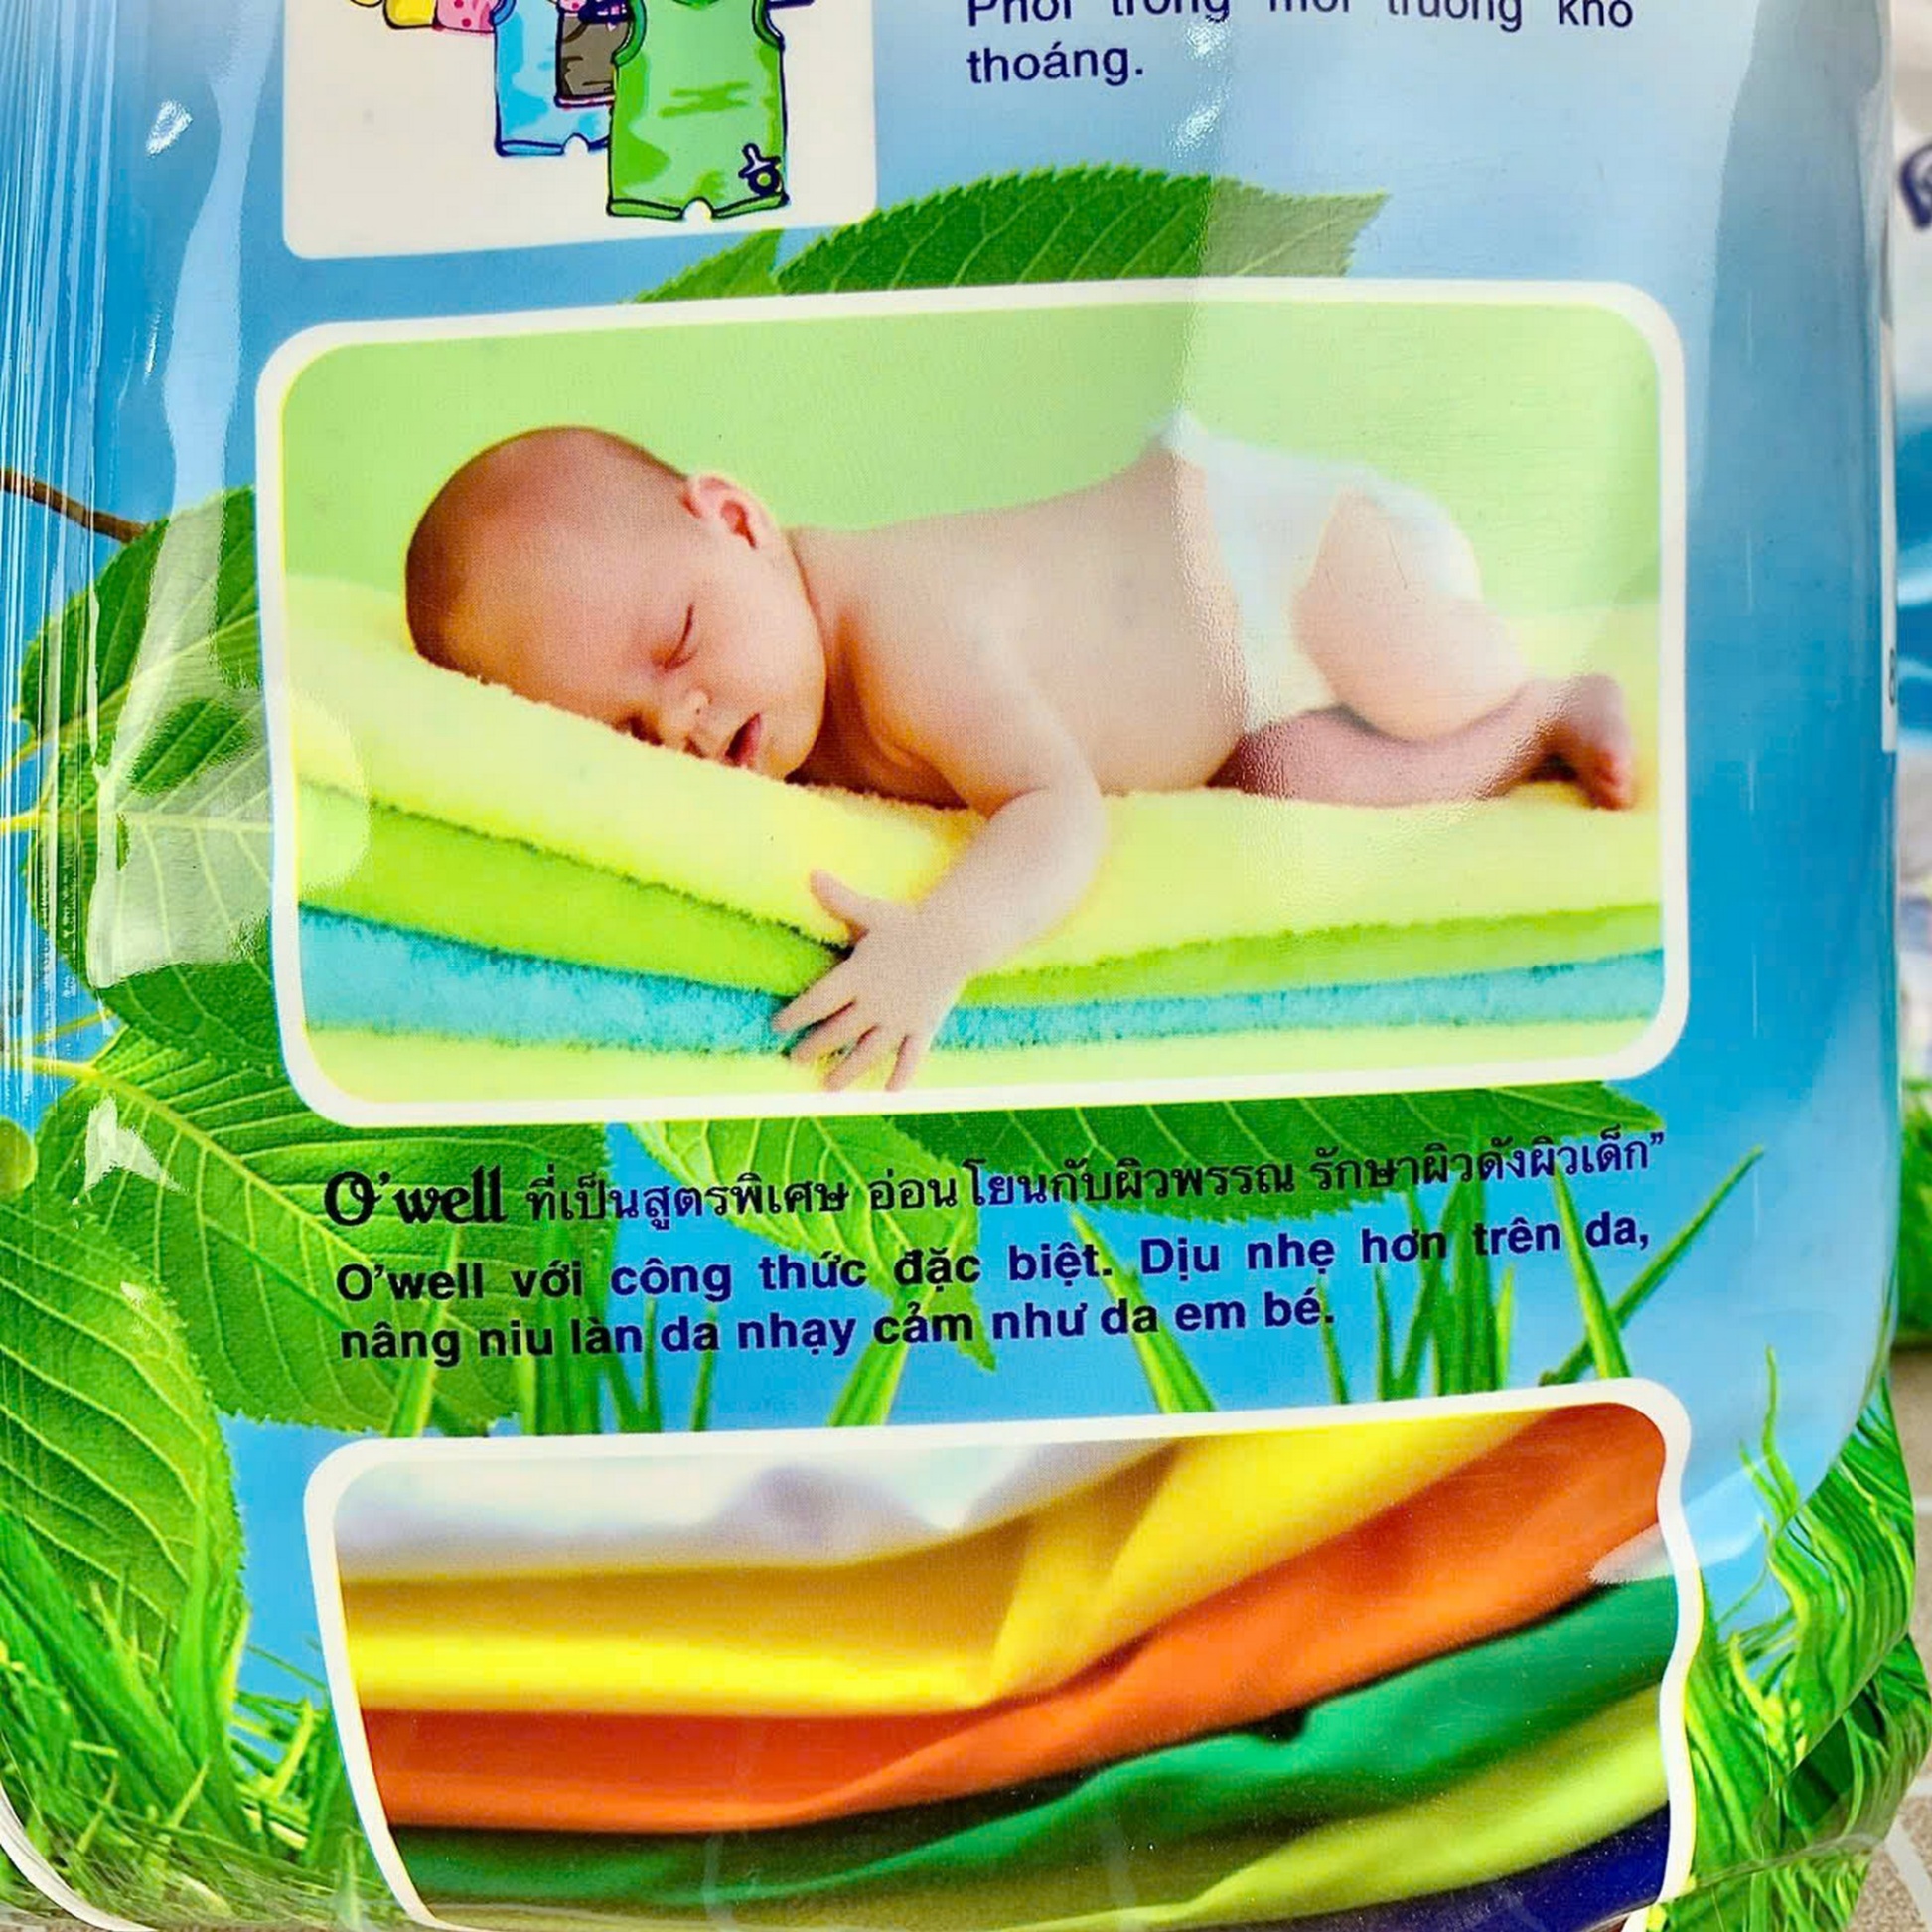 Phơi trong môi trường khô
thoáng.
O'well ที่เป็นสูตรพิเศษ อ่อนโยนกับผิวพรรณ รักษาผิวดังผิวเด็ก”
O'well với công thức đặc biệt. Dịu nhẹ hơn trên da,
nâng niu làn da nhạy cảm như da em bé.